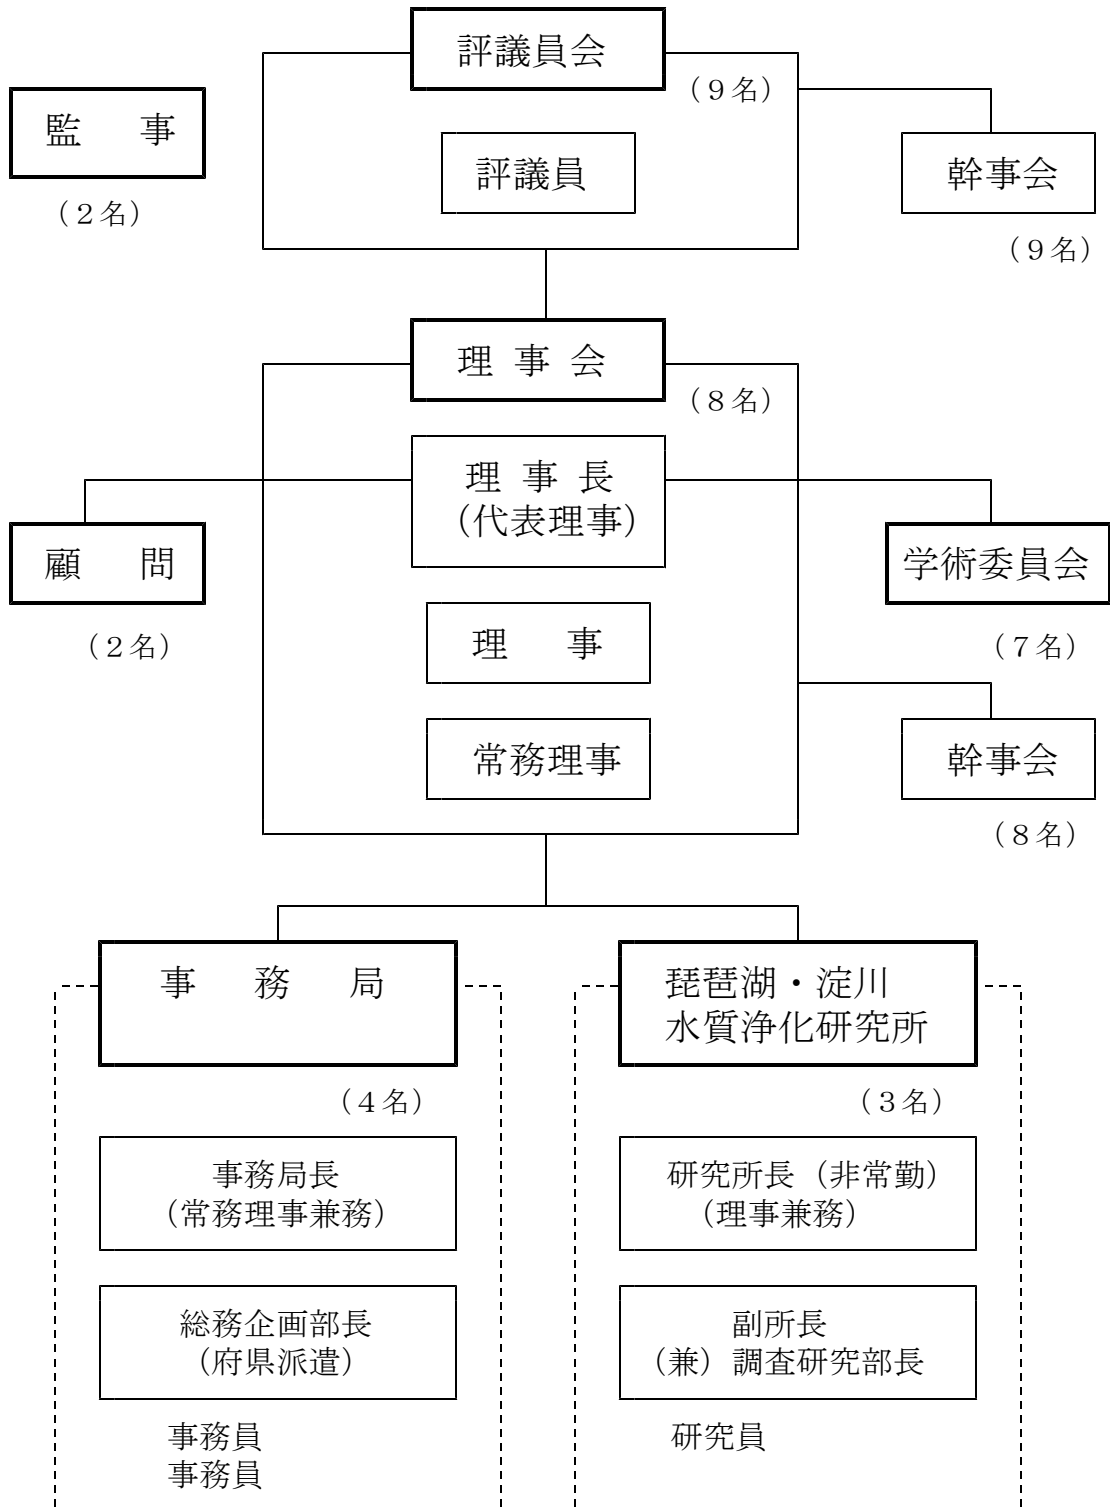 評議員会
（９名）
監　事
（２名）
評議員
幹事会
（９名）
理 事 会
（８名）
理 事 長
（代表理事）
顧　問
（２名）
学術委員会
（７名）
理　事
常務理事
幹事会
（８名）
事　務　局
（４名）
事務局長
（常務理事兼務）
総務企画部長
（府県派遣）
事務員
事務員
琵琶湖・淀川
水質浄化研究所
（３名）
研究所長（非常勤）
（理事兼務）
副所長
（兼）調査研究部長
研究員